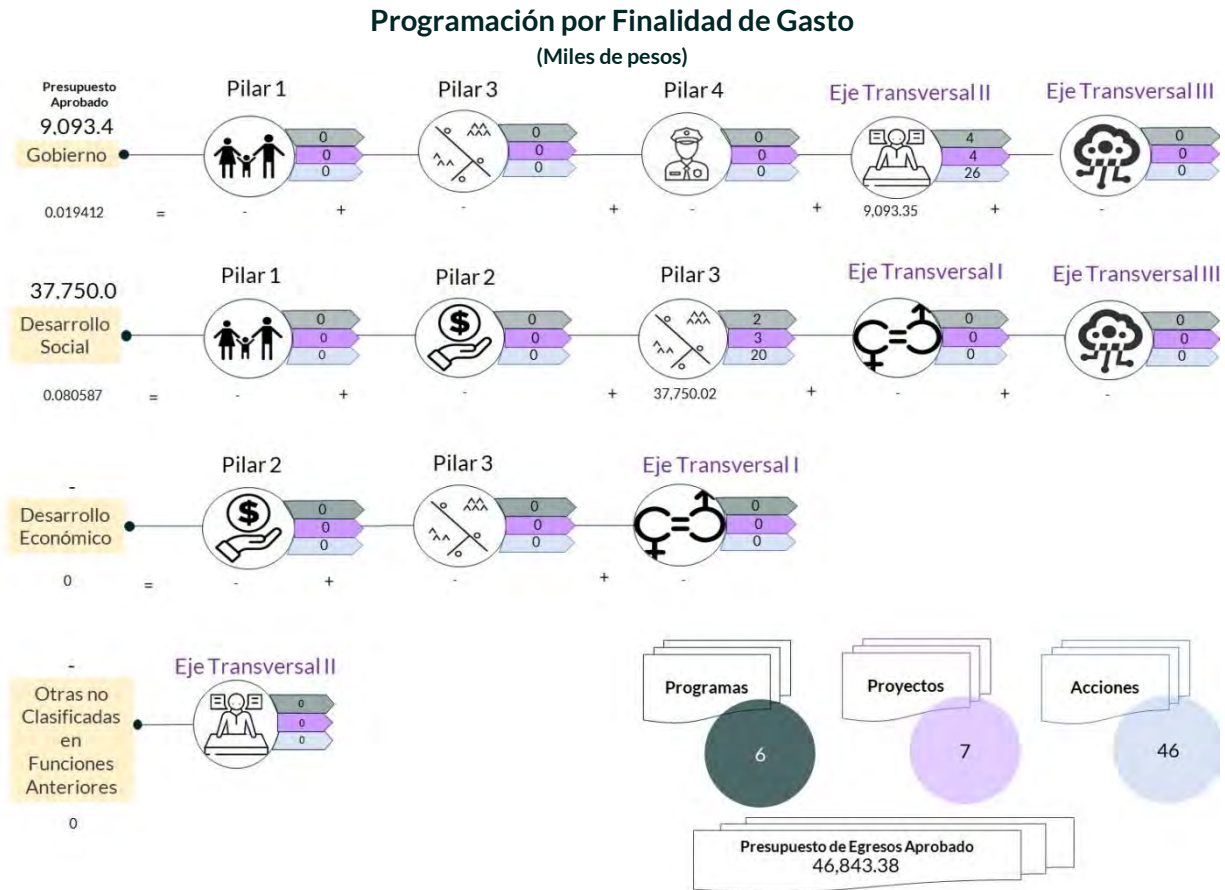 Programación por Finalidad de Gasto
(Miles de pesos)
Presupuesto
Aprobado
9,093.4
Gobierno
Pilar 1
0
0
0
Pilar 3
0
0
0
Pilar 4
0
0
0
Eje Transversal II
4
4
26
Eje Transversal III
0
0
0
0.019412 = - + - + - + 9,093.35 + -
37,750.0
Desarrollo
Social
Pilar 1
0
0
0
Pilar 2
$
0
0
0
Pilar 3
2
3
20
Eje Transversal I
0
0
0
Eje Transversal III
0
0
0
0.080587 = - + - + 37,750.02 + - + -
-
Desarrollo
Económico
Pilar 2
$
0
0
0
Pilar 3
0
0
0
Eje Transversal I
0
0
0
0 = - + - + -
-
Otras no
Clasificadas
en
Funciones
Anteriores
0
Eje Transversal II
0
0
0
Programas
6
Proyectos
7
Acciones
46
Presupuesto de Egresos Aprobado
46,843.38